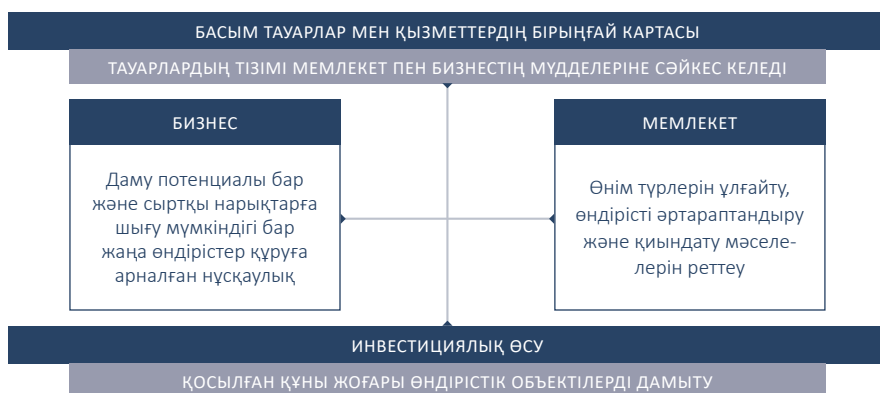 БАСЫМ ТАУАРЛАР МЕН ҚЫЗМЕТТЕРДІҢ БІРЫҢҒАЙ КАРТАСЫ
ТАУАРЛАРДЫҢ ТІЗІМІ МЕМЛЕКЕТ ПЕН БИЗНЕСТІҢ МҮДДЕЛЕРІНЕ СӘЙКЕС КЕЛЕДІ
БИЗНЕС
Даму потенциалы бар
және сыртқы нарықтарға
шығу мүмкіндігі бар
жаңа өндірістер құруға
арналған нұсқаулық
МЕМЛЕКЕТ
Өнім түрлерін ұлғайту,
өндірісті әртараптандыру
және қиындату мәселе-
лерін реттеу
ИНВЕСТИЦИЯЛЫҚ ӨСУ
ҚОСЫЛҒАН ҚҰНЫ ЖОҒАРЫ ӨНДІРІСТІК ОБЪЕКТІЛЕРДІ ДАМЫТУ